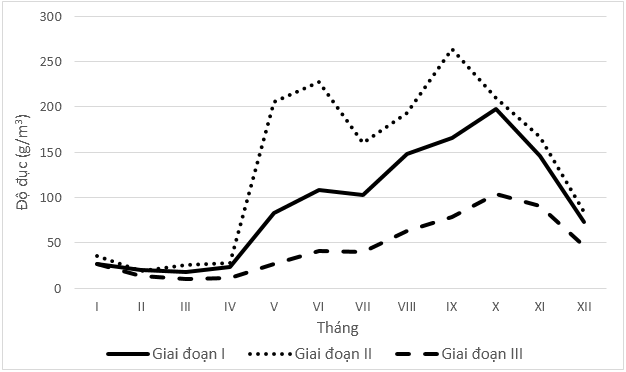 300
250
200
150
100
50
0
Độ đục (g/m³)
I II III IV V VI VII VIII IX X XI XII
Tháng
Giai đoạn I Giai đoạn II Giai đoạn III